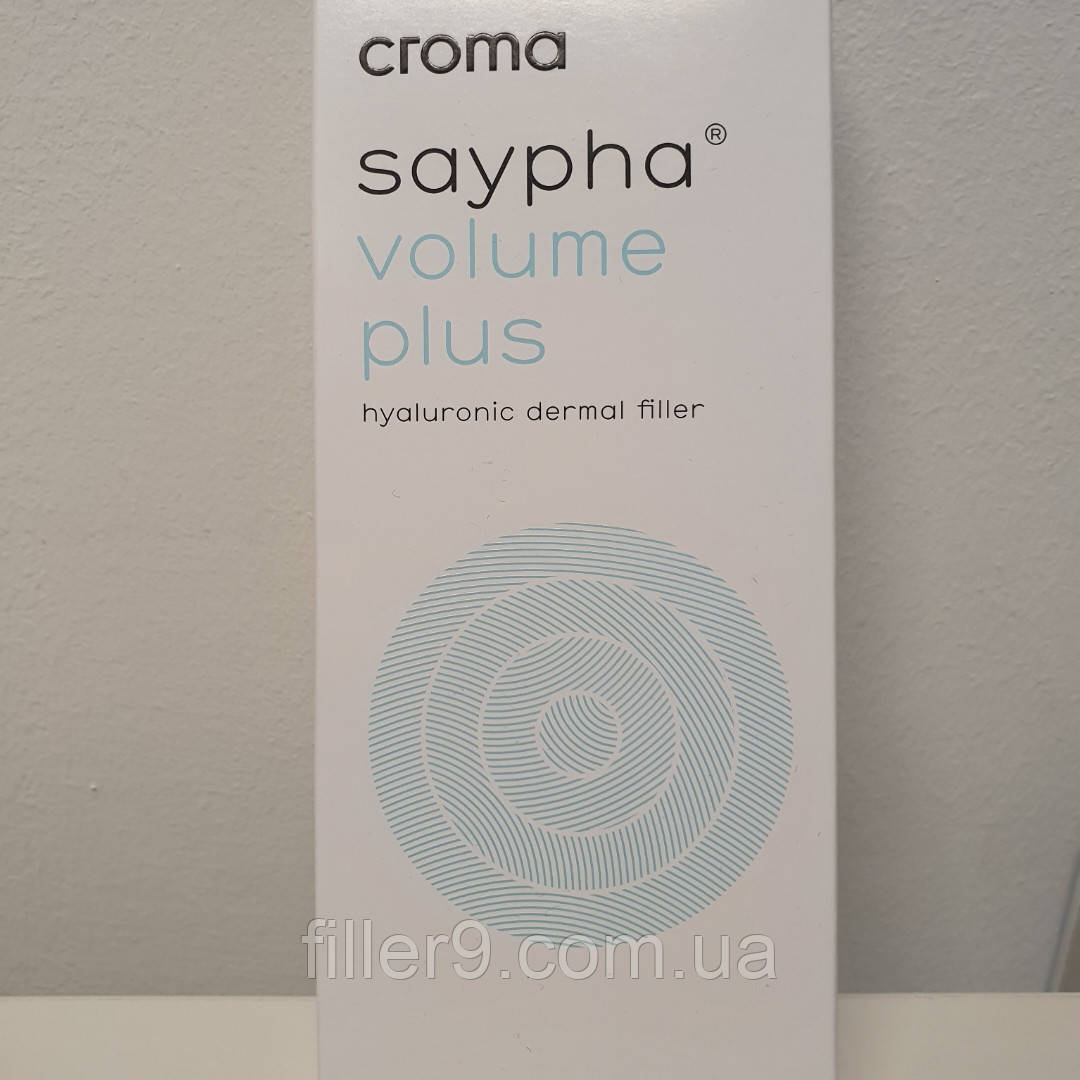 croma
saypha®
volume
plus
hyaluronic dermal filler
filler9.com.ua